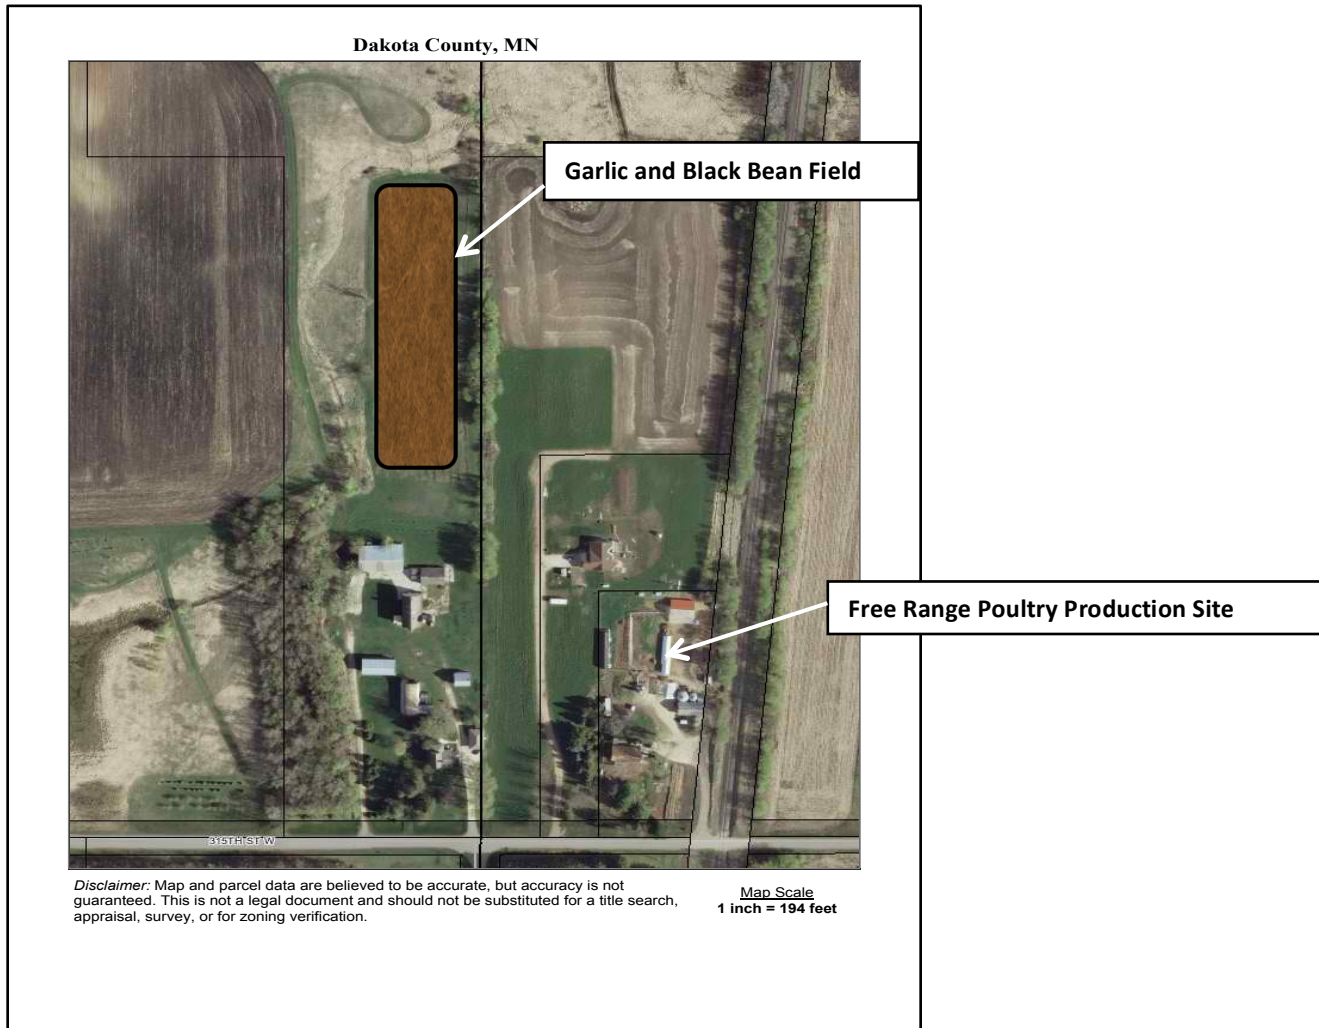 Dakota County, MN
Garlic and Black Bean Field
Free Range Poultry Production Site
315TH ST W
Disclaimer: Map and parcel data are believed to be accurate, but accuracy is not
guaranteed. This is not a legal document and should not be substituted for a title search,
appraisal, survey, or for zoning verification.
Map Scale
1 inch = 194 feet